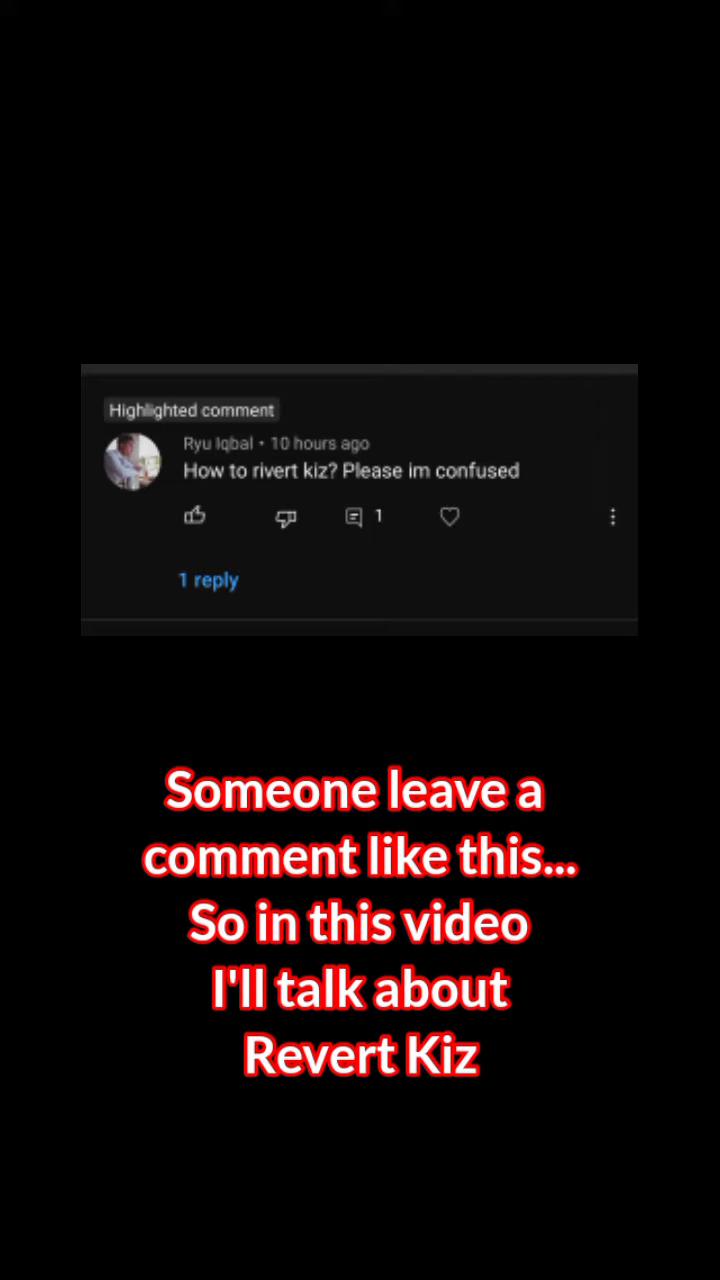 Highlighted comment
Ryu Iqbal • 10 hours ago
How to rivert kiz? Please im confused
1
1 reply
Someone leave a
comment like this...
So in this video
I'll talk about
Revert Kiz